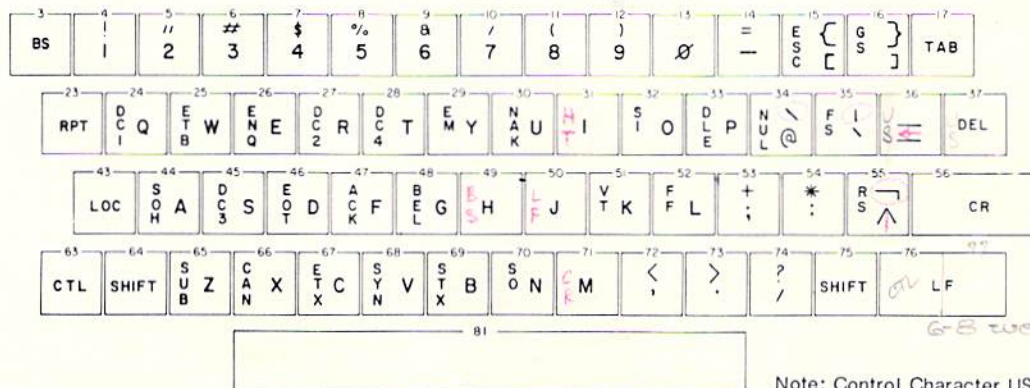 3 4 5 6 7 8 9 10 11 12 13 14 15 16 17
BS ! 1 " 2 # 3 $ 4 % 5 & 6 / 7 ( 8 ) 9 Ø = - ESC { [ GS } ] TAB
23 24 25 26 27 28 29 30 31 32 33 34 35 36 37
RPT DC1 Q ETB W ENQ E DC2 R DC4 T EM Y NAK U HT I SI O DLE P NUL \ @ FS | \ US DEL
43 44 45 46 47 48 49 50 51 52 53 54 55 56
LOC SOH A DC3 S EOT D ACK F BEL G BS H LF J VT K FF L + ; * : RS ¬ ^ CR
63 64 65 66 67 68 69 70 71 72 74 75 76
CTL SHIFT SUB Z CAN X ETX C SYN V STX B SO N CR M < , > . ? / SHIFT LF
81
Note: Control Character US